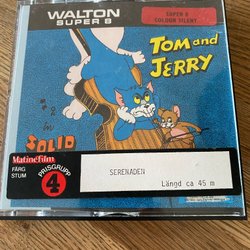 WALTON
SUPER 8
SUPER 8
COLOUR SILENT
TOM and
JERRY
in
SOLID
Matinéfilm
FÄRG
STUM
PRISGRUPP
4
SERENADEN
Längd ca 45 m